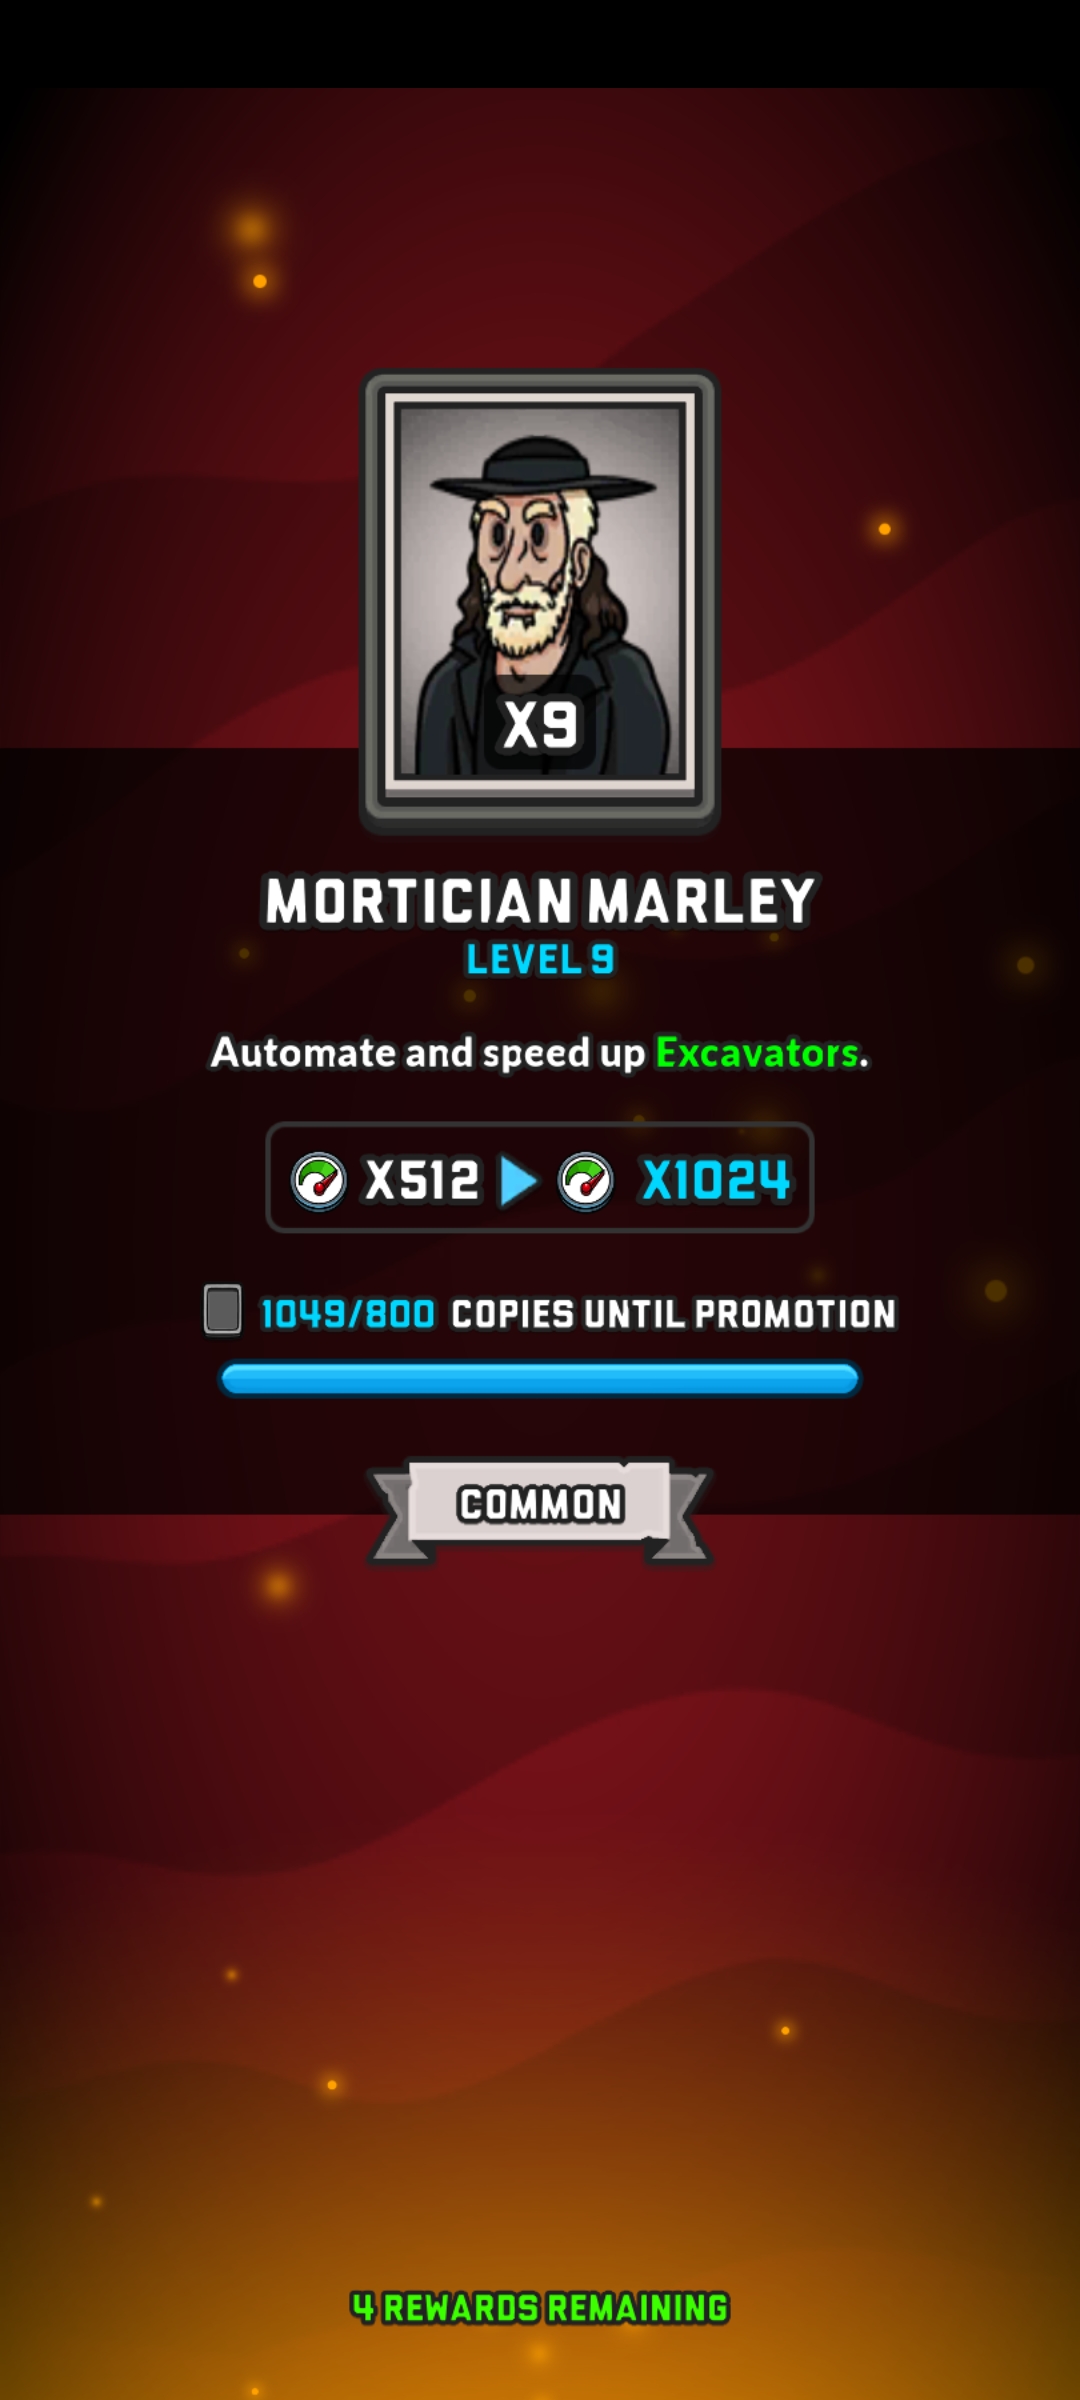 X9
MORTICIAN MARLEY
LEVEL 9
Automate and speed up Excavators.
X512 X1024
1049/800 COPIES UNTIL PROMOTION
COMMON
4 REWARDS REMAINING